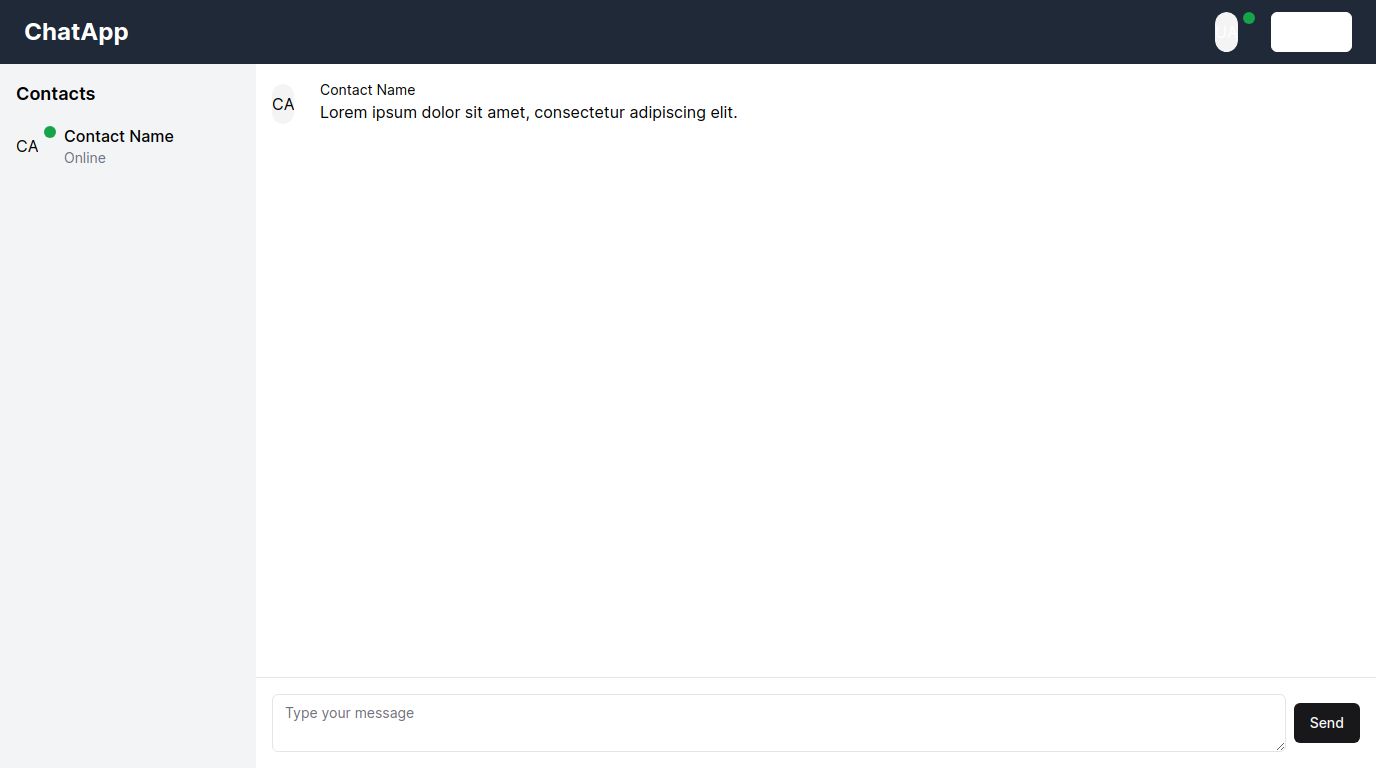 ChatApp
UA
Contacts
CA
Contact Name
Online
CA
Contact Name
Lorem ipsum dolor sit amet, consectetur adipiscing elit.
Type your message
Send